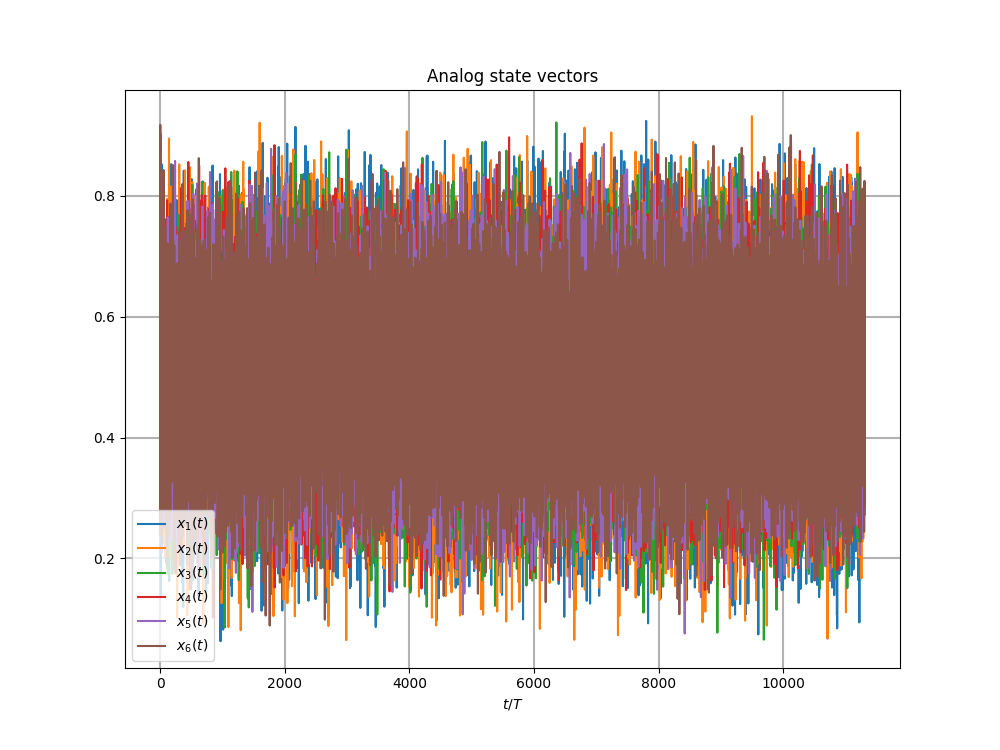 Analog state vectors
0.8
0.6
0.4
0.2
x₁(t)
x₂(t)
x₃(t)
x₄(t)
x₅(t)
x₆(t)
0 2000 4000 6000 8000 10000
t/T